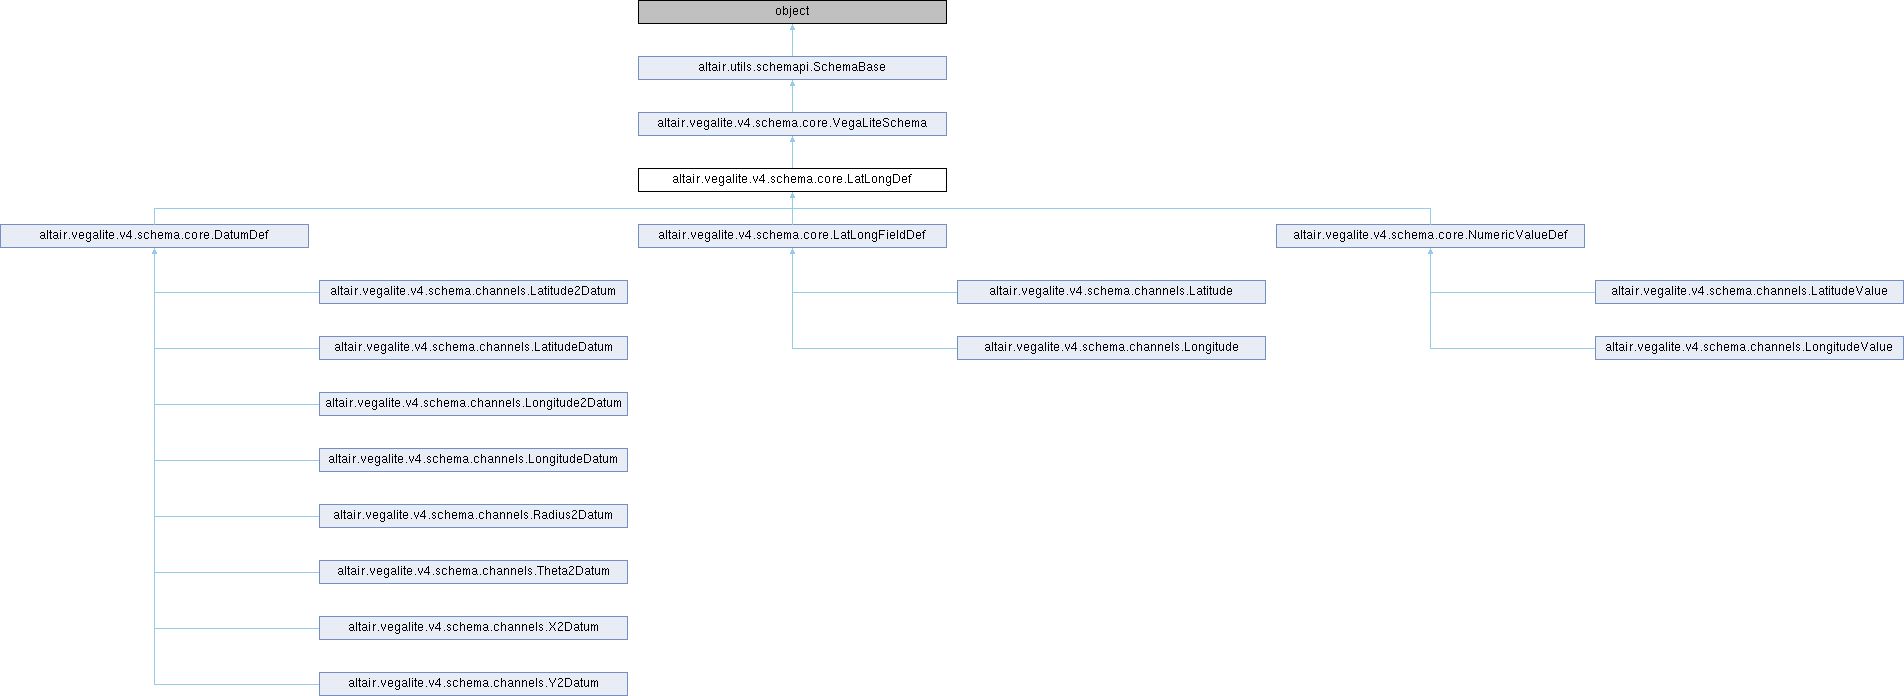 object
altair.utils.schemapi.SchemaBase
altair.vegalite.v4.schema.core.VegaLiteSchema
altair.vegalite.v4.schema.core.LatLongDef
altair.vegalite.v4.schema.core.DatumDef
altair.vegalite.v4.schema.core.LatLongFieldDef
altair.vegalite.v4.schema.core.NumericValueDef
altair.vegalite.v4.schema.channels.Latitude2Datum
altair.vegalite.v4.schema.channels.Latitude
altair.vegalite.v4.schema.channels.LatitudeValue
altair.vegalite.v4.schema.channels.LatitudeDatum
altair.vegalite.v4.schema.channels.Longitude
altair.vegalite.v4.schema.channels.LongitudeValue
altair.vegalite.v4.schema.channels.Longitude2Datum
altair.vegalite.v4.schema.channels.LongitudeDatum
altair.vegalite.v4.schema.channels.Radius2Datum
altair.vegalite.v4.schema.channels.Theta2Datum
altair.vegalite.v4.schema.channels.X2Datum
altair.vegalite.v4.schema.channels.Y2Datum